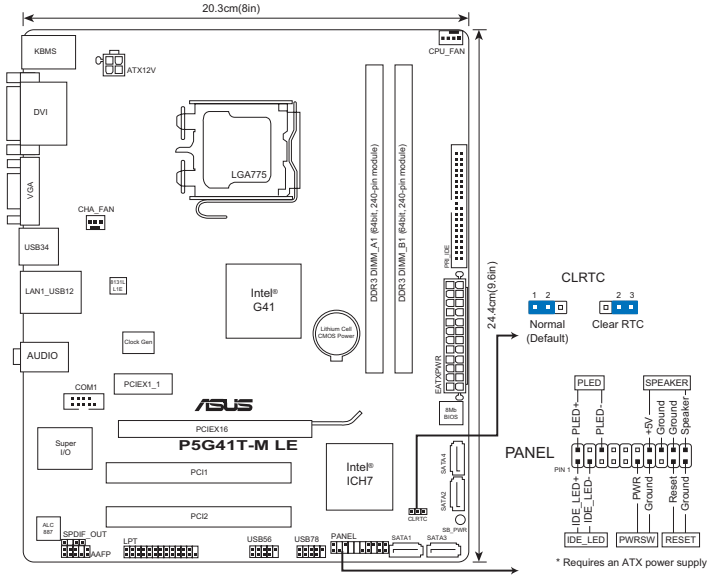 20.3cm(8in)
KBMS
ATX12V
CPU_FAN
DVI
LGA775
DDR3 DIMM_A1 (64bit, 240-pin module)
DDR3 DIMM_B1 (64bit, 240-pin module)
PRI_IDE
24.4cm(9.6in)
VGA
CHA_FAN
USB34
LAN1_USB12
8131L
L1E
Intel®
G41
Lithium Cell
CMOS Power
EATXPWR
CLRTC
1 2
2 3
Normal
(Default)
Clear RTC
Clock Gen.
AUDIO
PCIEX1_1
COM1
ASUS
8Mb
BIOS
PCIEX16
P5G41T-M LE
Super
I/O
PCI1
Intel®
ICH7
SATA4
SATA2
PCI2
CLRTC
SB_PWR
ALC
887
SPDIF_OUT
AAFP
LPT
USB56
USB78
PANEL
SATA1
SATA3
PLED
SPEAKER
PLED+
PLED-
+5V
Ground
Ground
Speaker-
PANEL
PIN 1
IDE_LED+
IDE_LED-
PWR
Ground
Reset
Ground
IDE_LED
PWRSW
RESET
* Requires an ATX power supply